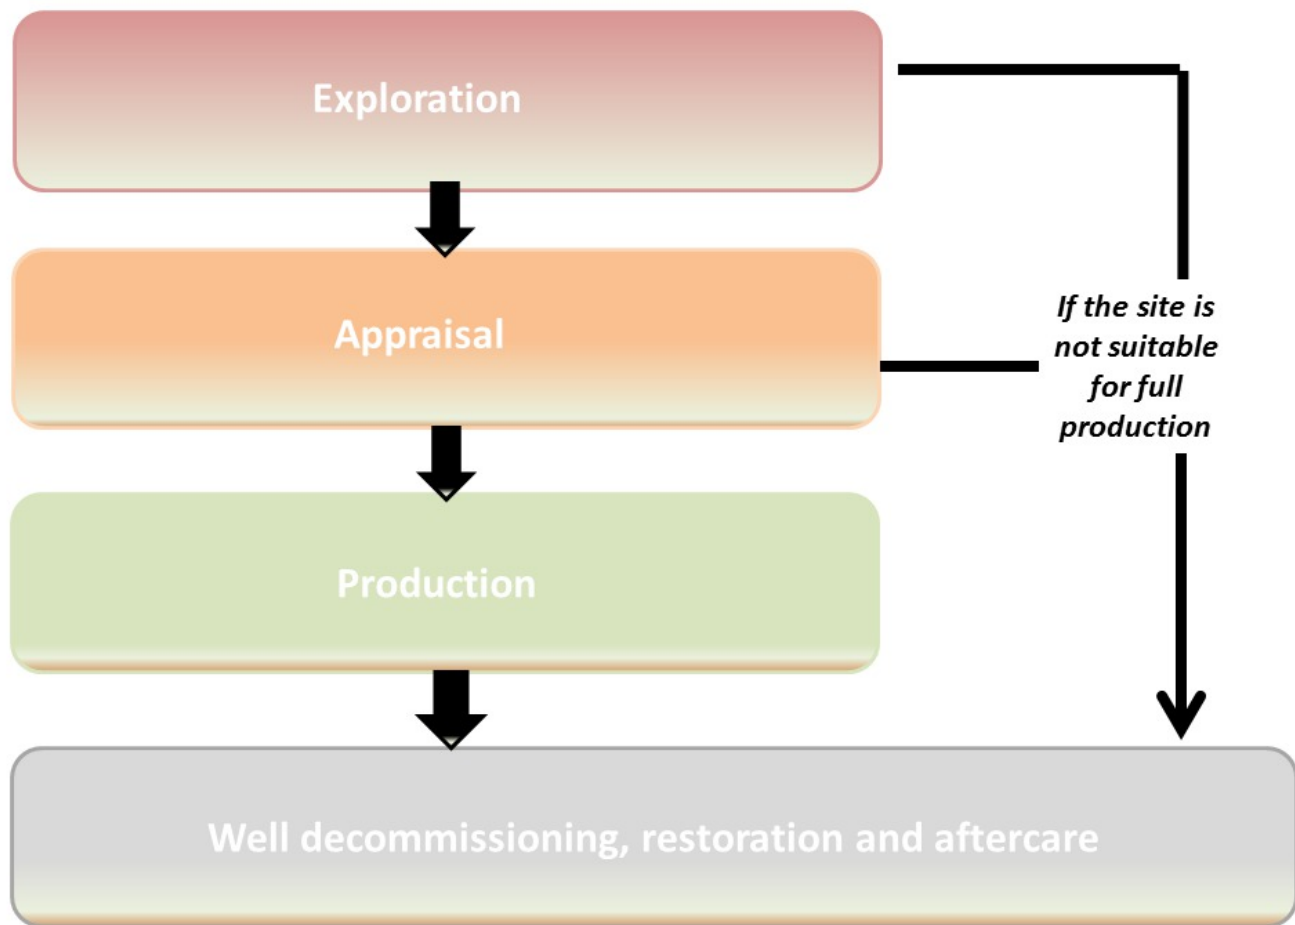 Exploration
Appraisal
If the site is
not suitable
for full
production
Production
Well decommissioning, restoration and aftercare